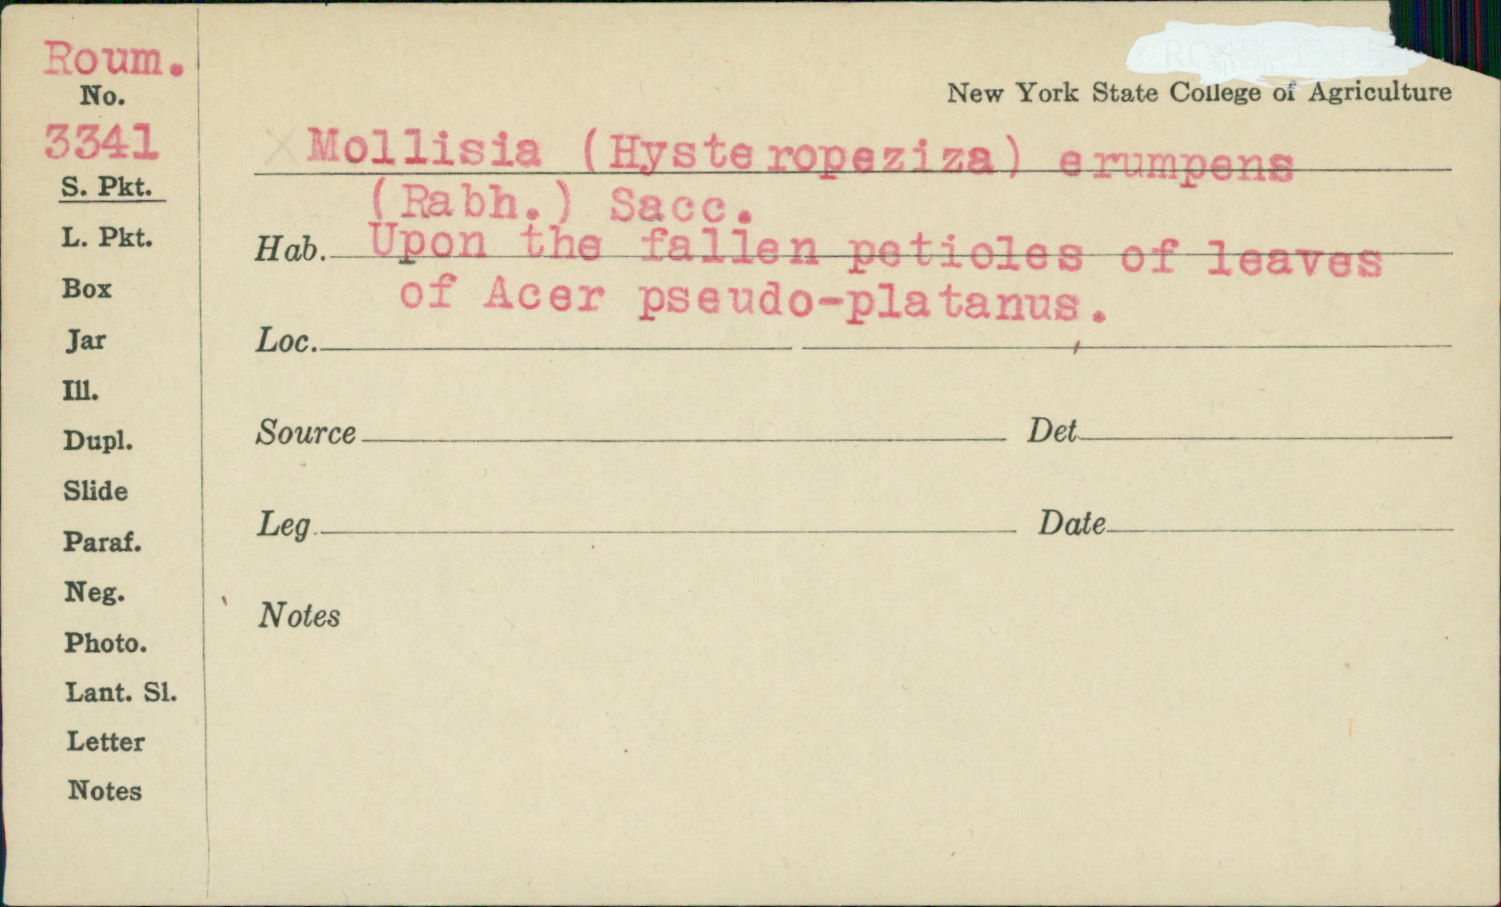 Roum.
No.
3341
S. Pkt.
L. Pkt.
Box
Jar
Ill.
Dupl.
Slide
Paraf.
Neg.
Photo.
Lant. Sl.
Letter
Notes
New York State College of Agriculture
Mollisia (Hysteropeziza) erumpens
(Rabh.) Sacc.
Hab. Upon the fallen petioles of leaves
of Acer pseudo-platanus.
Loc.
Source Det.
Leg. Date
Notes